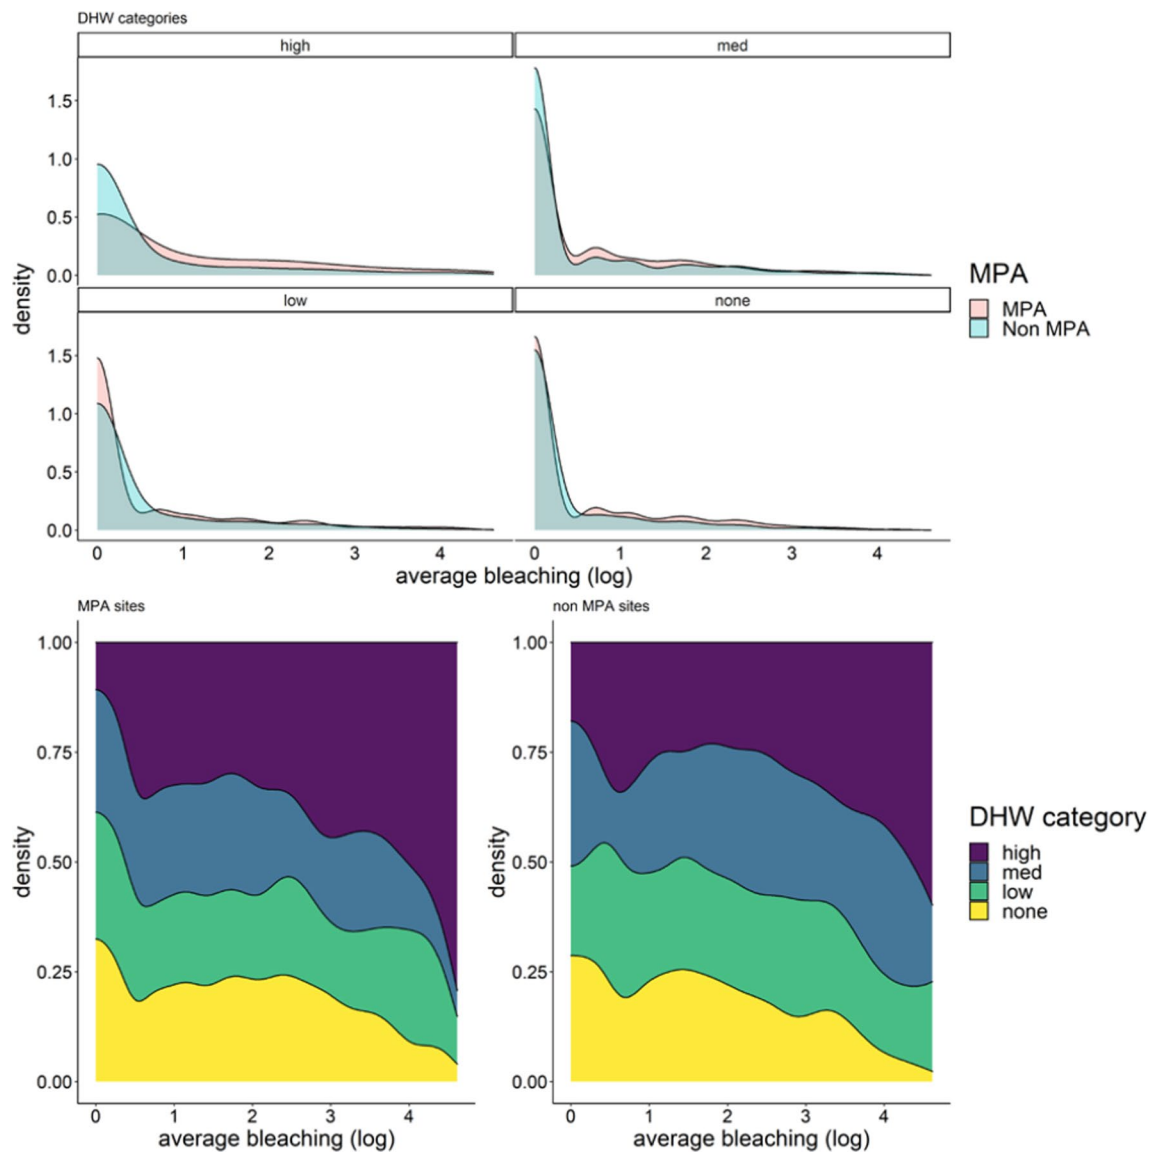 DHW categories
high
med
1.5
1.0
0.5
0.0
low
none
1.5
1.0
0.5
0.0
density
0 1 2 3 4
0 1 2 3 4
average bleaching (log)
MPA
MPA
Non MPA
MPA sites
1.00
0.75
0.50
0.25
0.00
density
0 1 2 3 4
average bleaching (log)
non MPA sites
1.00
0.75
0.50
0.25
0.00
density
0 1 2 3 4
average bleaching (log)
DHW category
high
med
low
none